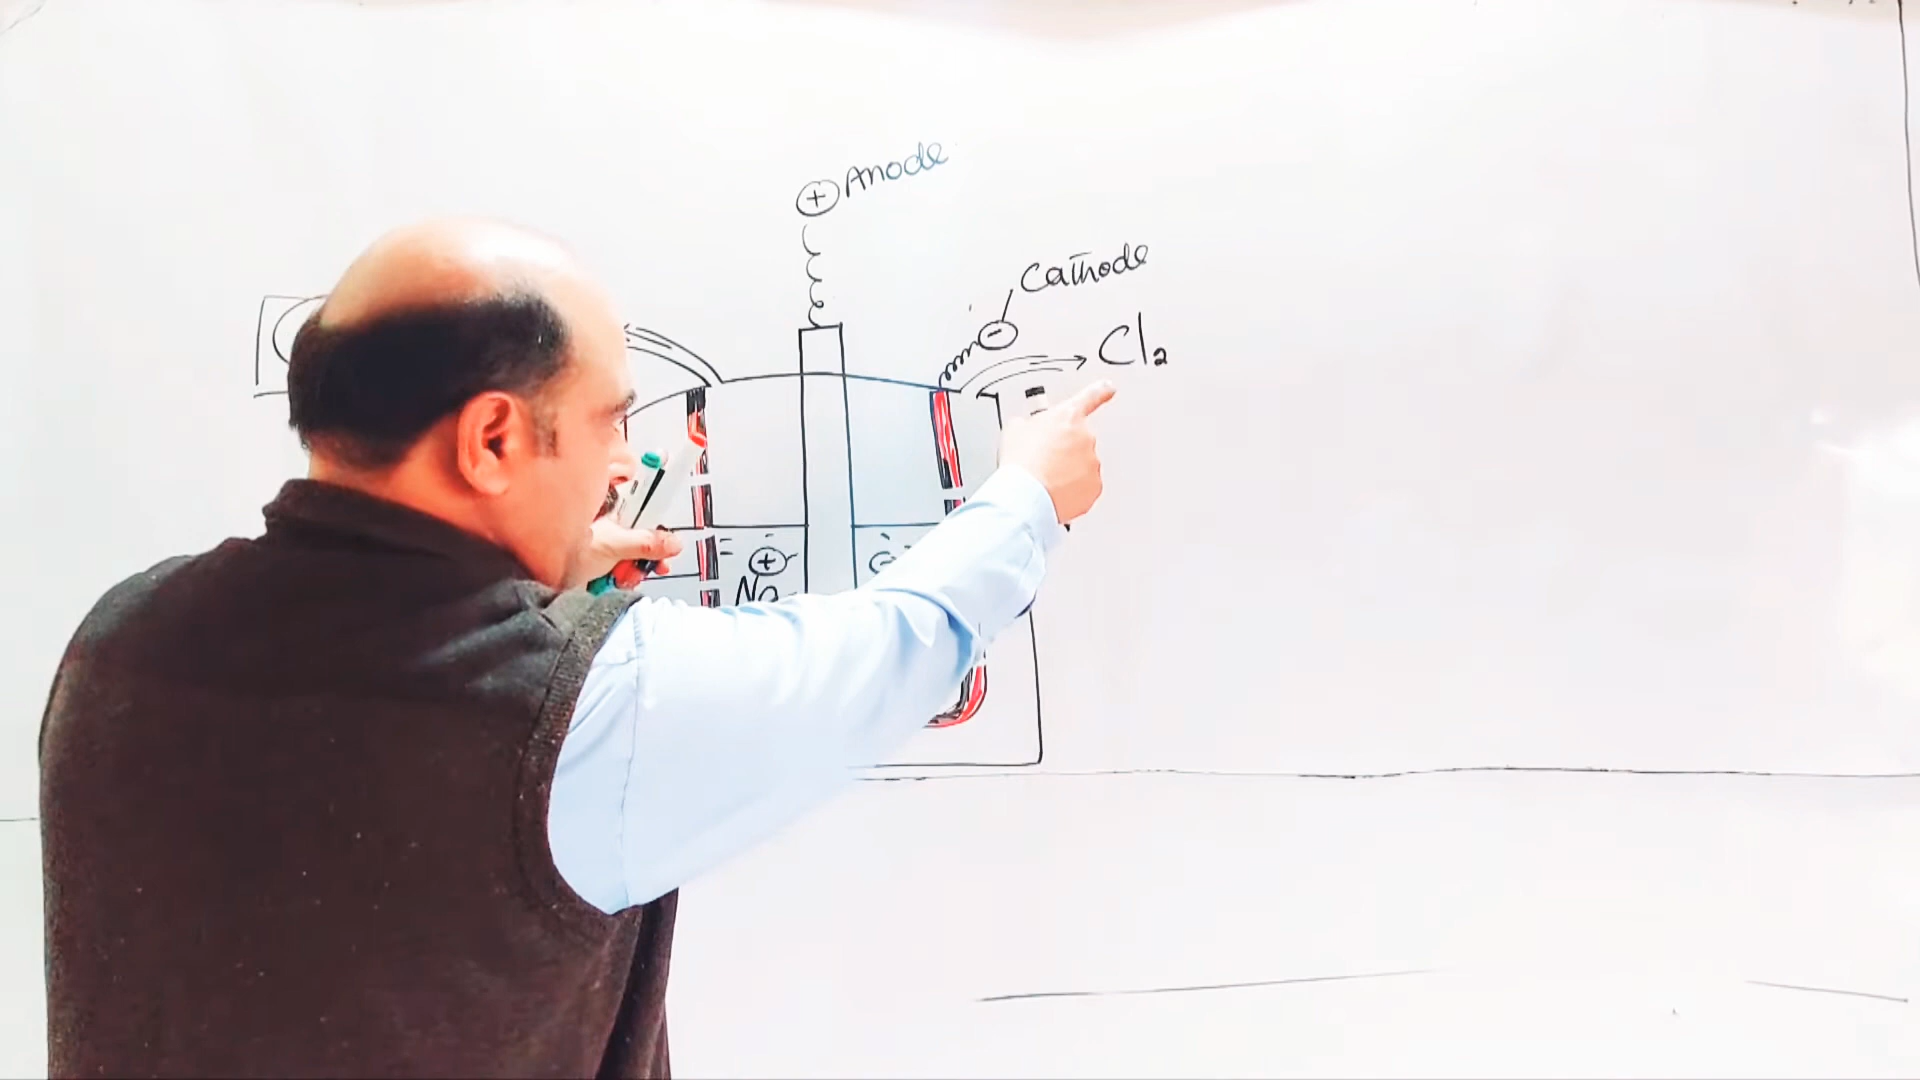 + Anode
Cathode
-
Cl₂
+
Na